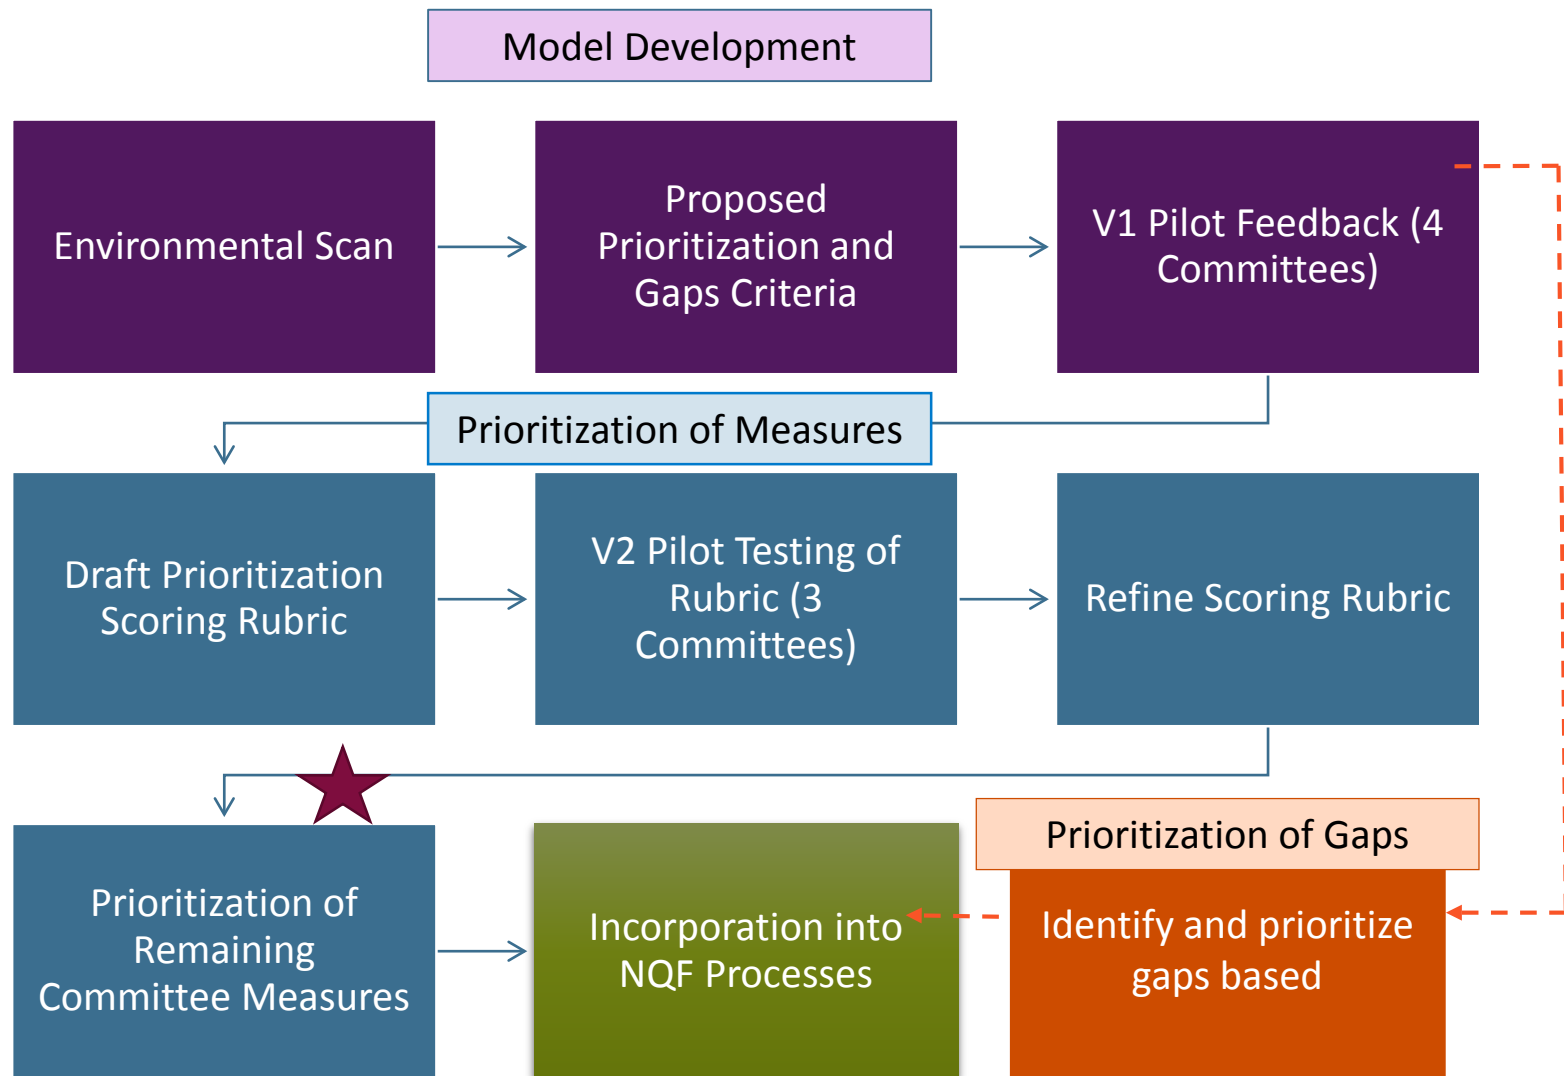 Model Development
Environmental Scan
Proposed
Prioritization and
Gaps Criteria
V1 Pilot Feedback (4
Committees)
Prioritization of Measures
Draft Prioritization
Scoring Rubric
V2 Pilot Testing of
Rubric (3
Committees)
Refine Scoring Rubric
Prioritization of
Remaining
Committee Measures
Incorporation into
NQF Processes
Prioritization of Gaps
Identify and prioritize
gaps based